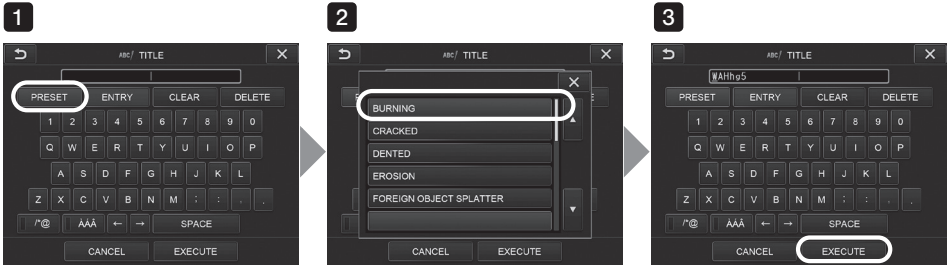 1
ABC/ TITLE
PRESET ENTRY CLEAR DELETE
1 2 3 4 5 6 7 8 9 0
Q W E R T Y U I O P
A S D F G H J K L
Z X C V B N M ; : , .
/*@ ÀÁÂ ← → SPACE
CANCEL EXECUTE
2
ABC/ TITLE
BURNING
CRACKED
DENTED
EROSION
FOREIGN OBJECT SPLATTER
CANCEL EXECUTE
3
ABC/ TITLE
WAHhg5
PRESET ENTRY CLEAR DELETE
1 2 3 4 5 6 7 8 9 0
Q W E R T Y U I O P
A S D F G H J K L
Z X C V B N M ; : , .
/*@ ÀÁÂ ← → SPACE
CANCEL EXECUTE